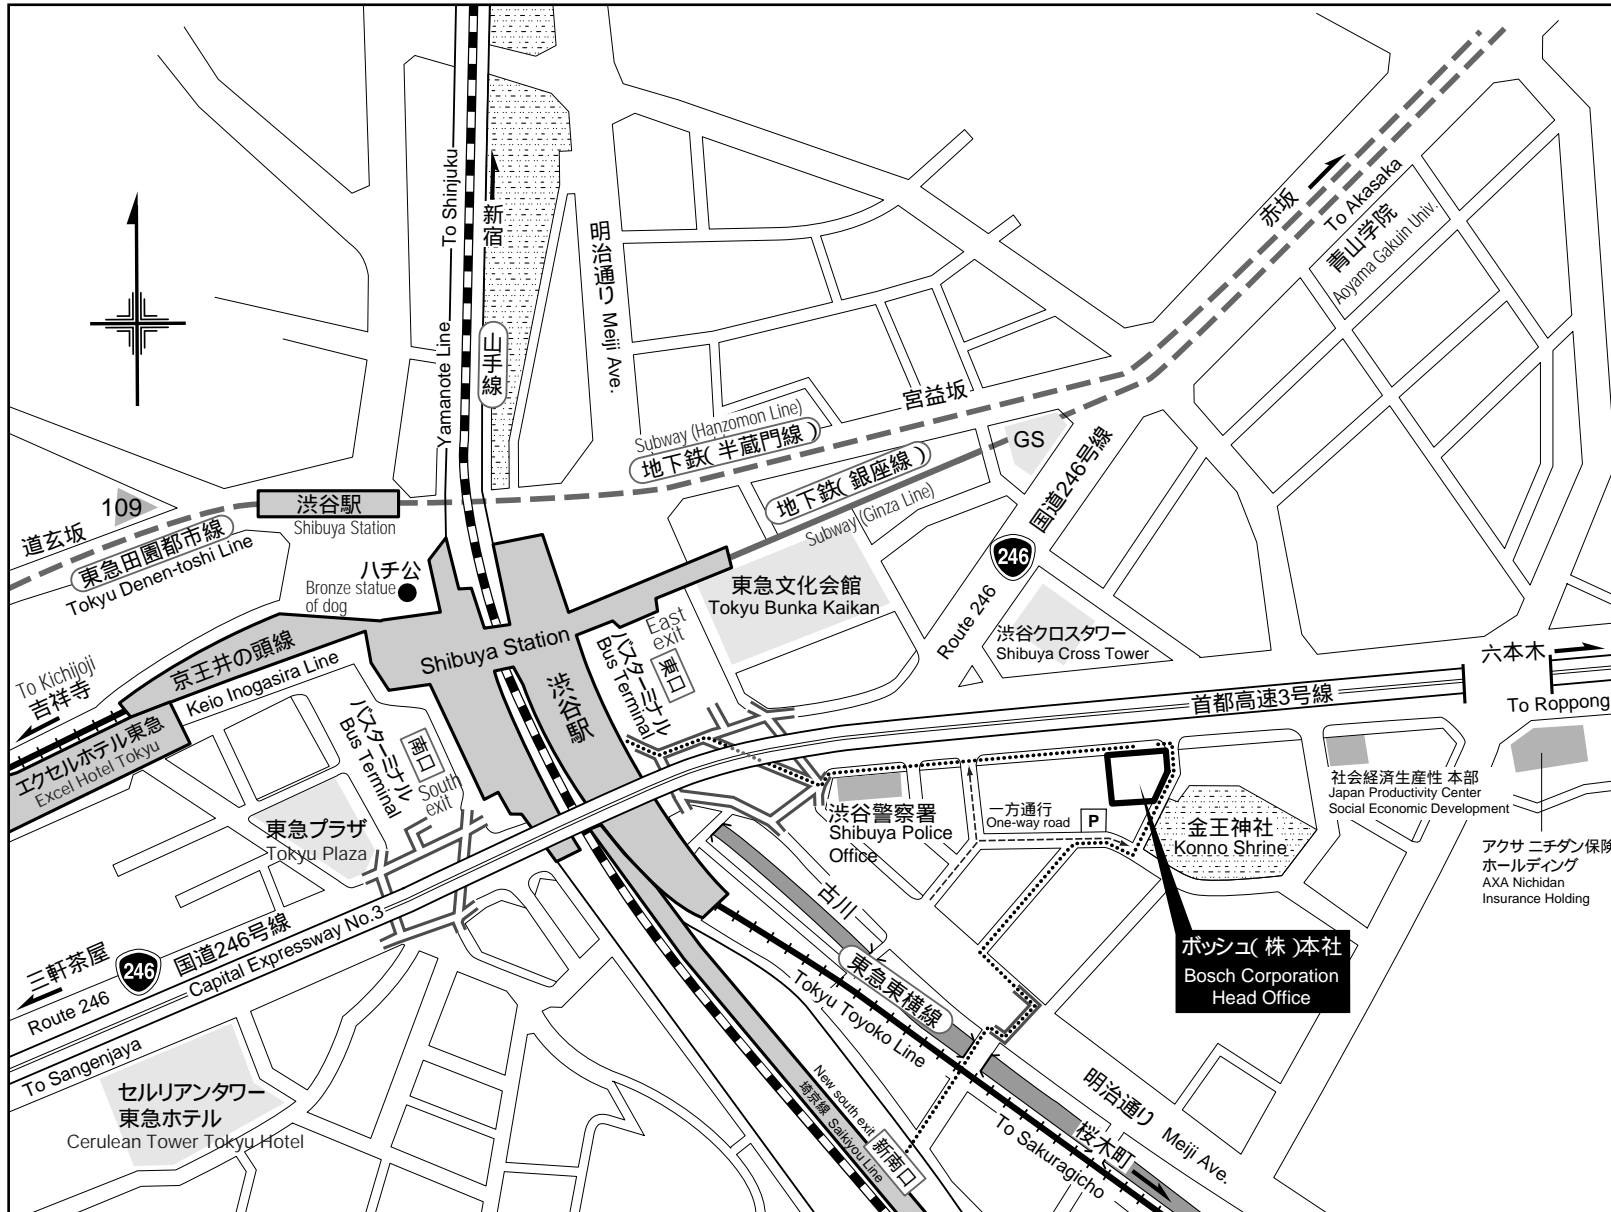 To Shinjuku
新宿
Yamanote Line
山手線
明治通り Meiji Ave.
赤坂
To Akasaka
青山学院
Aoyama Gakuin Univ.
宮益坂
Subway (Hanzomon Line)
地下鉄(半蔵門線)
地下鉄(銀座線)
Subway (Ginza Line)
GS
国道246号線
246
Route 246
109
道玄坂
渋谷駅
Shibuya Station
東急田園都市線
Tokyu Denen-toshi Line
ハチ公
Bronze statue
of dog
東急文化会館
Tokyu Bunka Kaikan
渋谷クロスタワー
Shibuya Cross Tower
Shibuya Station
渋谷駅
East
exit
東口
バスターミナル
Bus Terminal
京王井の頭線
Keio Inogasira Line
To Kichijoji
吉祥寺
エクセルホテル東急
Excel Hotel Tokyu
バスターミナル
Bus Terminal
南口
South
exit
東急プラザ
Tokyu Plaza
六本木
To Roppong
首都高速3号線
社会経済生産性 本部
Japan Productivity Center
Social Economic Development
アクサ ニチダン保険
ホールディング
AXA Nichidan
Insurance Holding
渋谷警察署
Shibuya Police
Office
一方通行
One-way road
P
金王神社
Konno Shrine
ボッシュ(株)本社
Bosch Corporation
Head Office
古川
東急東横線
Tokyu Toyoko Line
三軒茶屋
246
国道246号線
Route 246
Capital Expressway No.3
To Sangenjaya
セルリアンタワー
東急ホテル
Cerulean Tower Tokyu Hotel
New south exit
新南口
埼京線 Saikiyou Line
明治通り Meiji Ave.
桜木町
To Sakuragicho